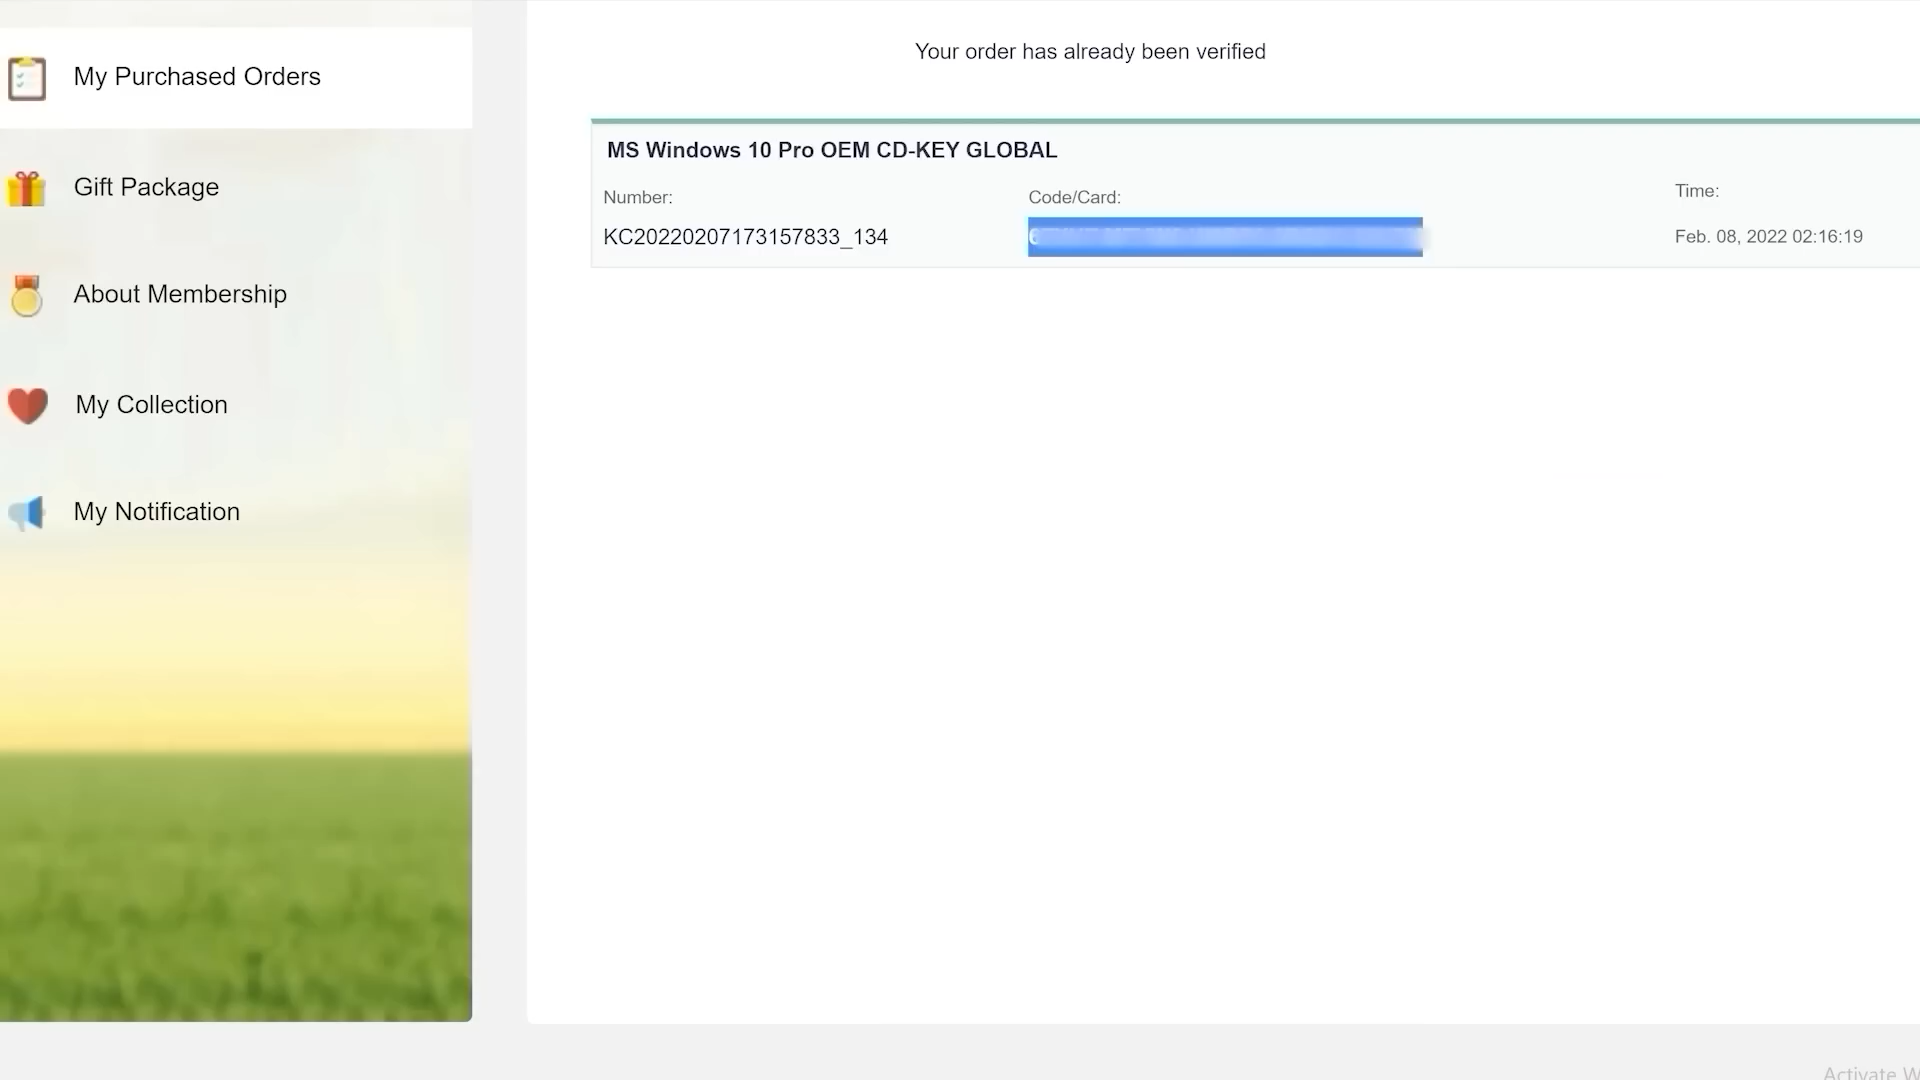 My Purchased Orders
Gift Package
About Membership
My Collection
My Notification
Your order has already been verified
MS Windows 10 Pro OEM CD-KEY GLOBAL
Number:
Code/Card:
Time:
KC20220207173157833_134
Feb. 08, 2022 02:16:19
Activate W